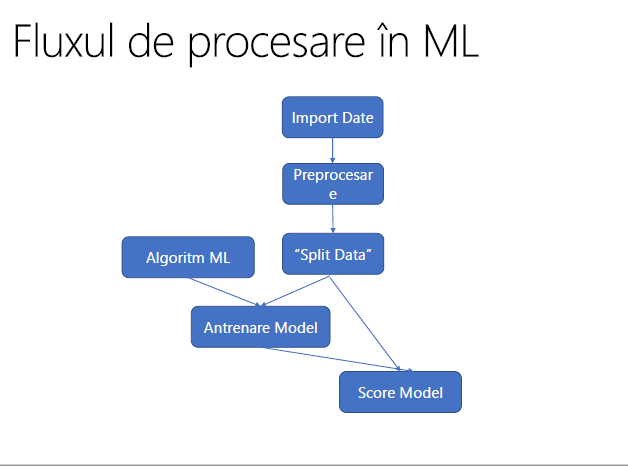 Fluxul de procesare în ML
Import Date
Preprocesar
e
Algoritm ML
“Split Data”
Antrenare Model
Score Model